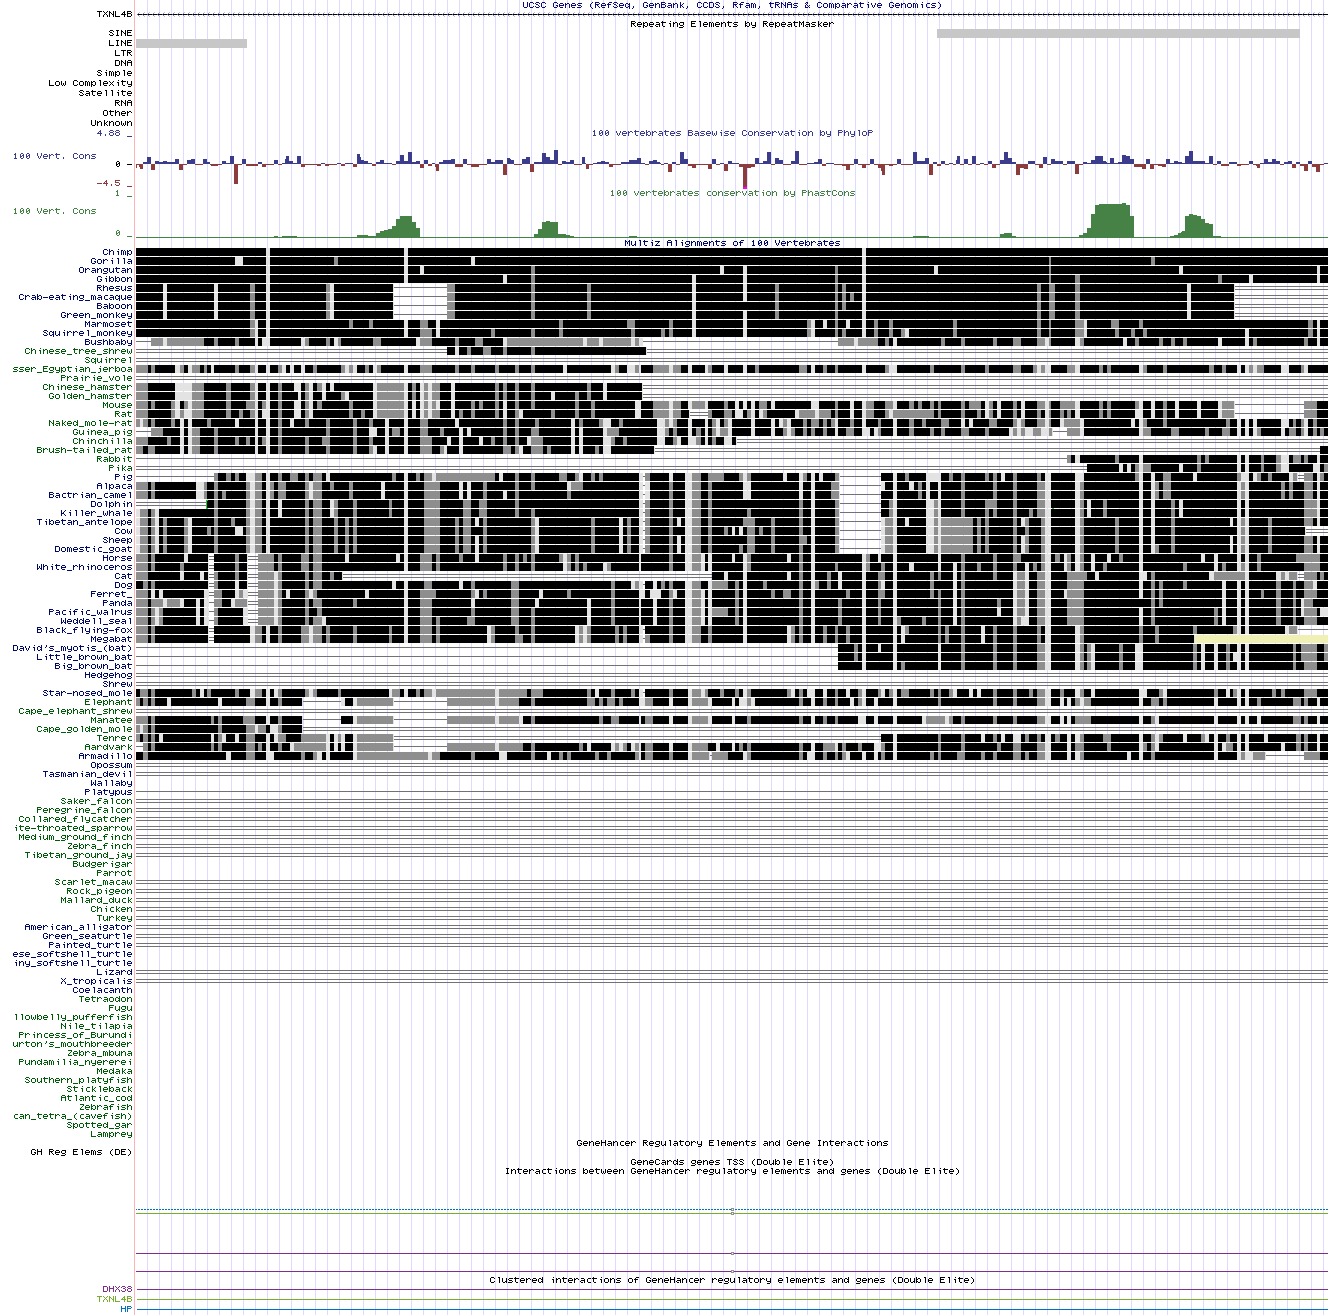 UCSC Genes (RefSeq, GenBank, CCDS, Rfam, tRNAs & Comparative Genomics)
TXNL4B
Repeating Elements by RepeatMasker
SINE
LINE
LTR
DNA
Simple
Low Complexity
Satellite
RNA
Other
Unknown
4.88 _
100 vertebrates Basewise Conservation by PhyloP
100 Vert. Cons
0 _
-4.5 _
100 vertebrates conservation by PhastCons
1 _
100 Vert. Cons
0 _
Multiz Alignments of 100 Vertebrates
Chimp
Gorilla
Orangutan
Gibbon
Rhesus
Crab-eating_macaque
Baboon
Green_monkey
Marmoset
Squirrel_monkey
Bushbaby
Chinese_tree_shrew
Squirrel
sser_Egyptian_jerboa
Prairie_vole
Chinese_hamster
Golden_hamster
Mouse
Rat
Naked_mole-rat
Guinea_pig
Chinchilla
Brush-tailed_rat
Rabbit
Pika
Pig
Alpaca
Bactrian_camel
Dolphin
Killer_whale
Tibetan_antelope
Cow
Sheep
Domestic_goat
Horse
White_rhinoceros
Cat
Dog
Ferret_
Panda
Pacific_walrus
Weddell_seal
Black_flying-fox
Megabat
David's_myotis_(bat)
Little_brown_bat
Big_brown_bat
Hedgehog
Shrew
Star-nosed_mole
Elephant
Cape_elephant_shrew
Manatee
Cape_golden_mole
Tenrec
Aardvark
Armadillo
Opossum
Tasmanian_devil
Wallaby
Platypus
Saker_falcon
Peregrine_falcon
Collared_flycatcher
ite-throated_sparrow
Medium_ground_finch
Zebra_finch
Tibetan_ground_jay
Budgerigar
Parrot
Scarlet_macaw
Rock_pigeon
Mallard_duck
Chicken
Turkey
American_alligator
Green_seaturtle
Painted_turtle
ese_softshell_turtle
iny_softshell_turtle
Lizard
X_tropicalis
Coelacanth
Tetraodon
Fugu
llowbelly_pufferfish
Nile_tilapia
Princess_of_Burundi
urton's_mouthbreeder
Zebra_mbuna
Pundamilia_nyererei
Medaka
Southern_platyfish
Stickleback
Atlantic_cod
Zebrafish
can_tetra_(cavefish)
Spotted_gar
Lamprey
GeneHancer Regulatory Elements and Gene Interactions
GH Reg Elems (DE)
GeneCards genes TSS (Double Elite)
Interactions between GeneHancer regulatory elements and genes (Double Elite)
Clustered interactions of GeneHancer regulatory elements and genes (Double Elite)
DHX38
TXNL4B
HP